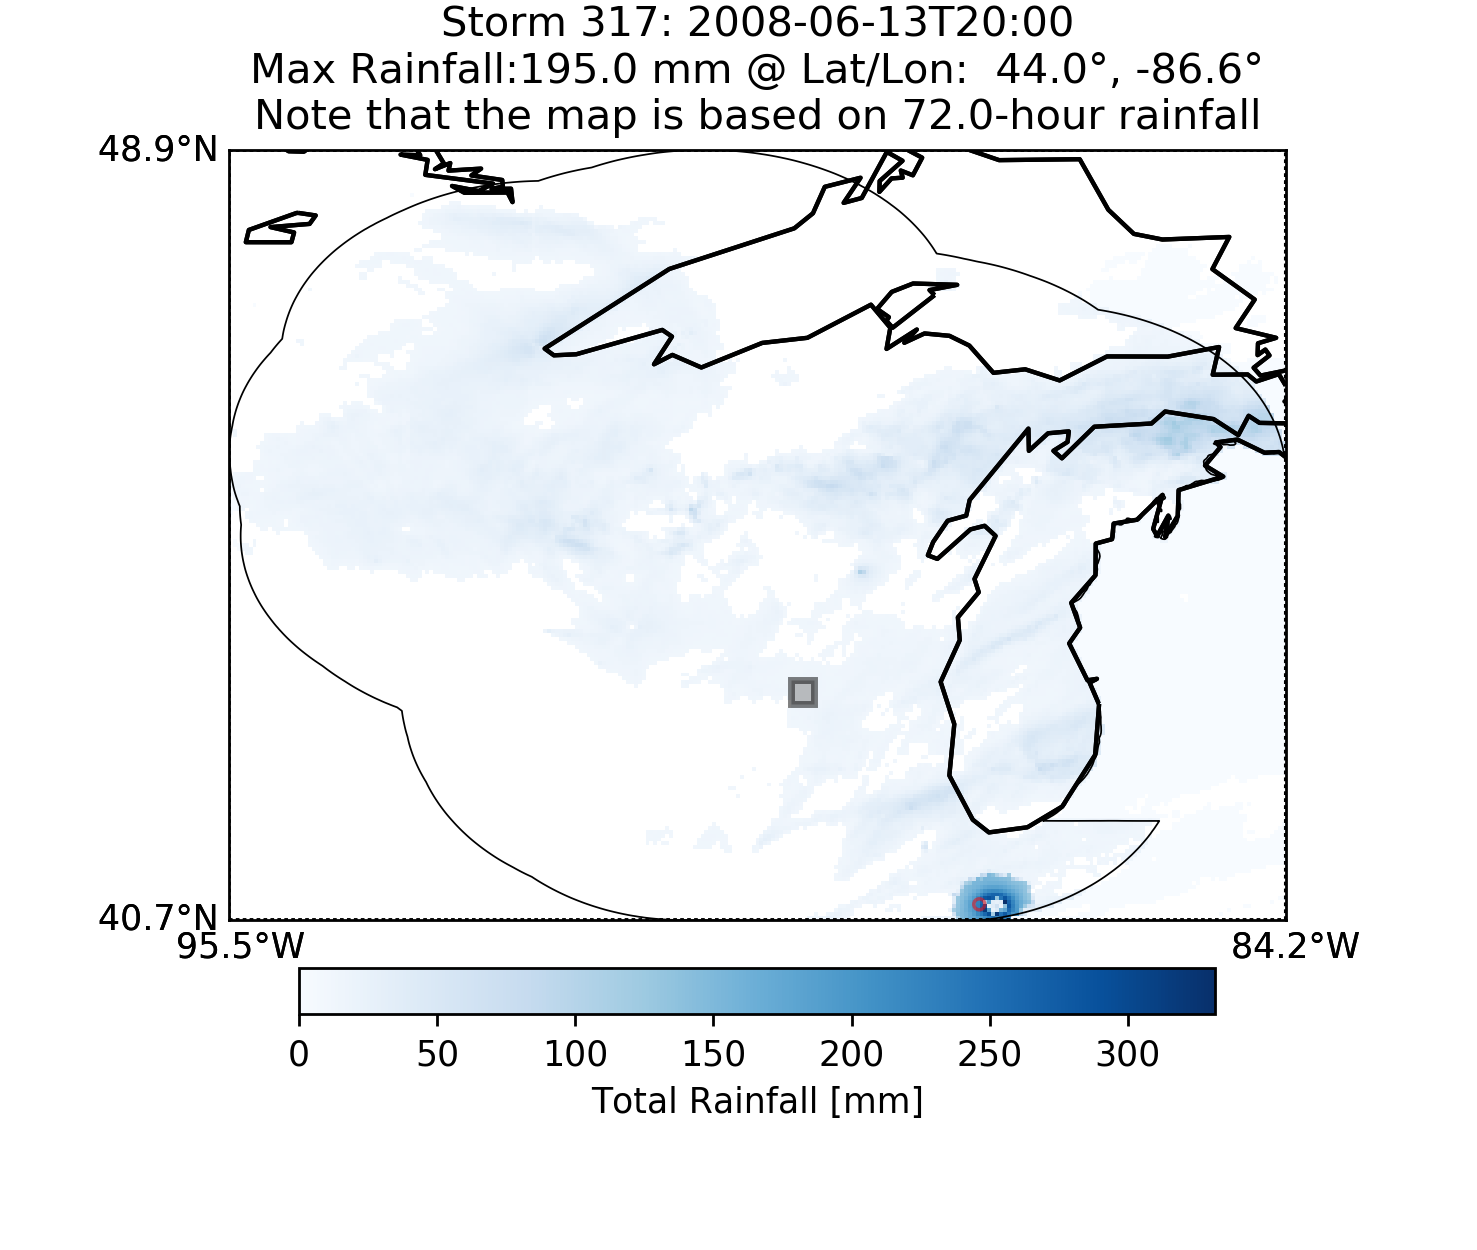 Storm 317: 2008-06-13T20:00
Max Rainfall:195.0 mm @ Lat/Lon:  44.0°, -86.6°
Note that the map is based on 72.0-hour rainfall
48.9°N
40.7°N
95.5°W 84.2°W
0 50 100 150 200 250 300
Total Rainfall [mm]